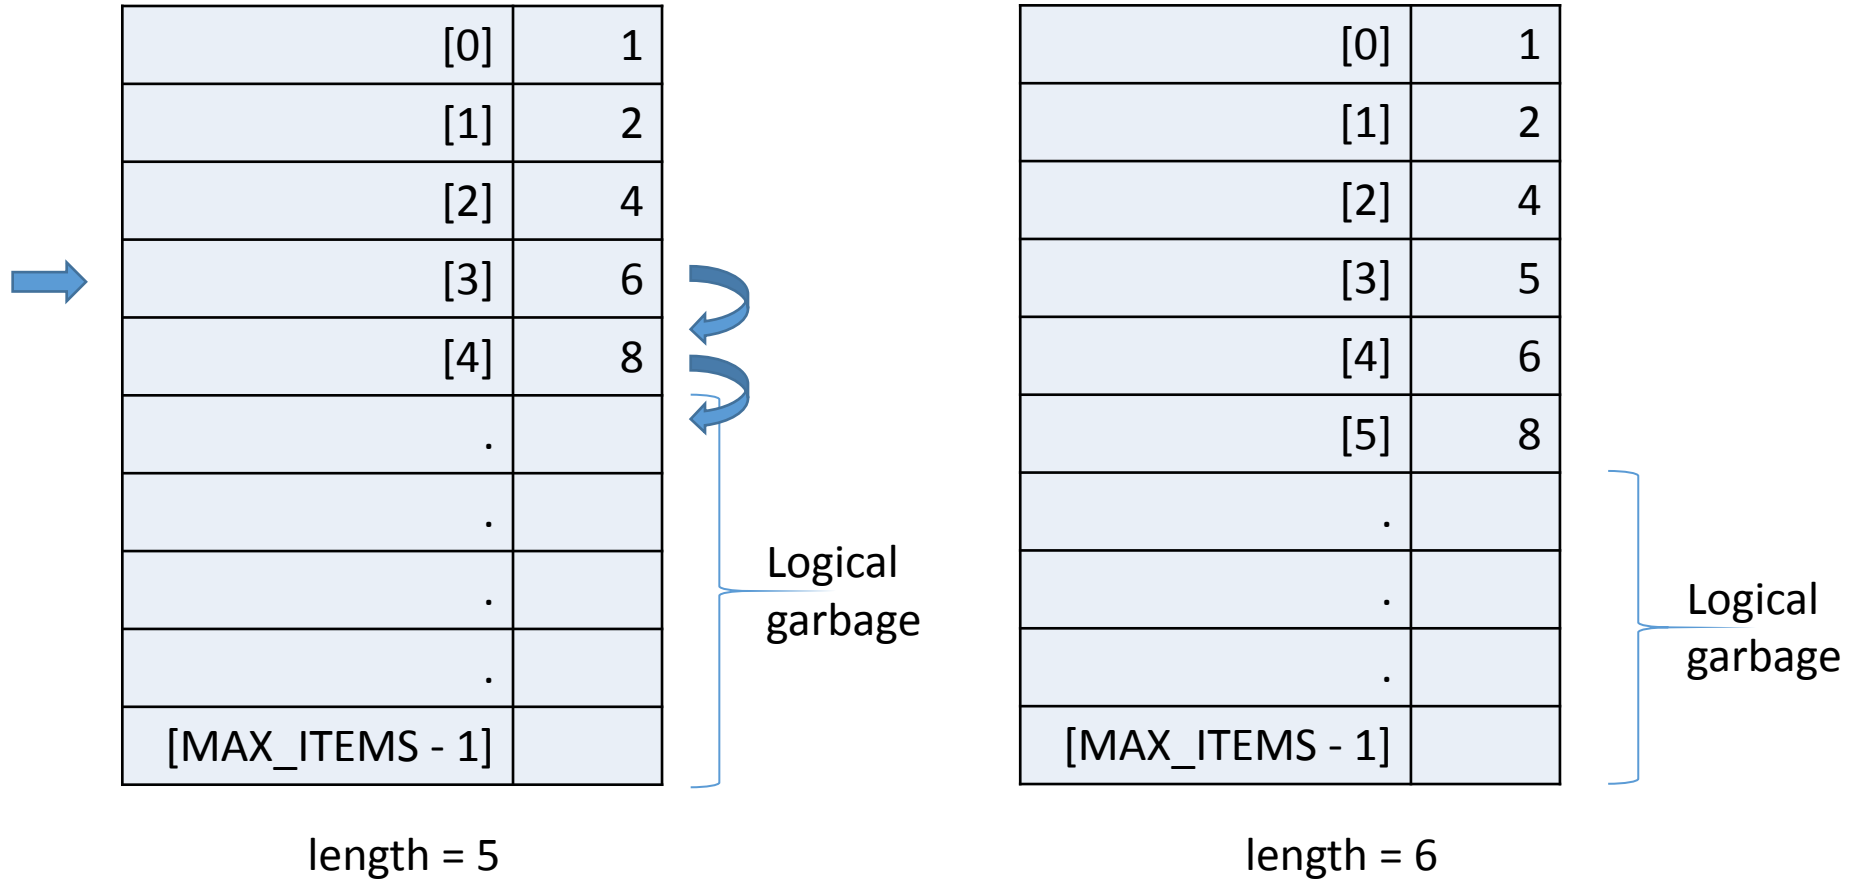 [0] 1
[1] 2
[2] 4
[3] 6
[4] 8
.
.
.
.
[MAX_ITEMS - 1]
Logical
garbage
length = 5
[0] 1
[1] 2
[2] 4
[3] 5
[4] 6
[5] 8
.
.
.
[MAX_ITEMS - 1]
Logical
garbage
length = 6